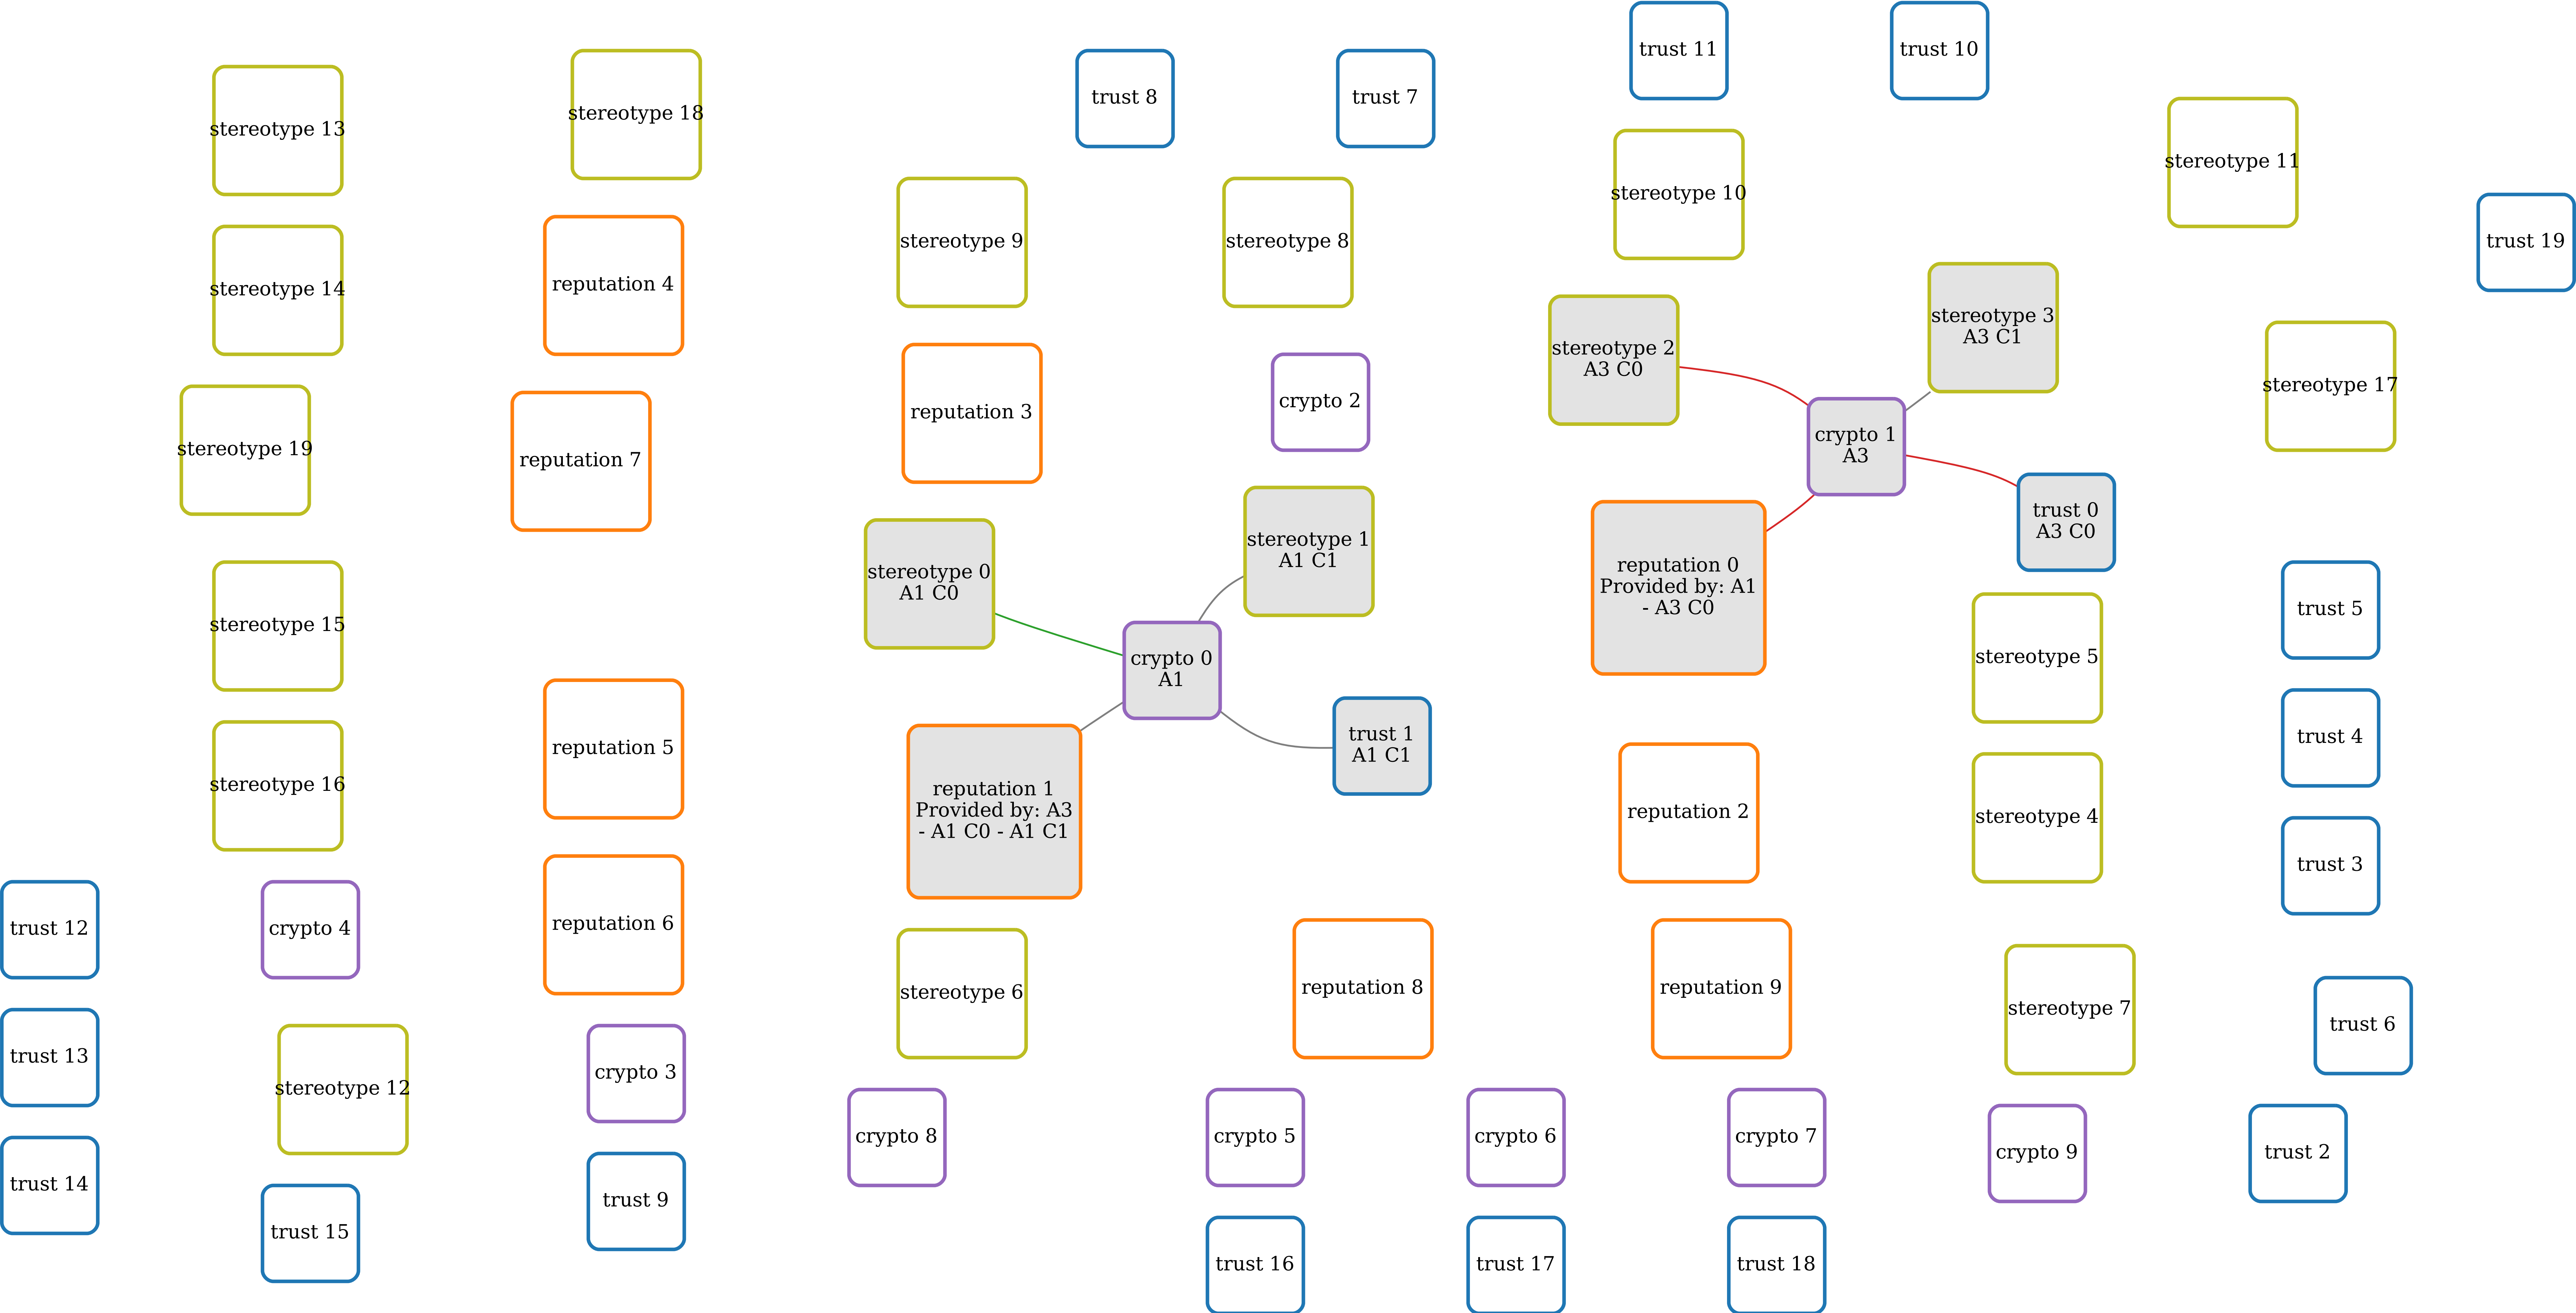 trust 11
trust 10
trust 8
trust 7
stereotype 18
stereotype 13
stereotype 11
stereotype 10
stereotype 9
stereotype 8
trust 19
reputation 4
stereotype 14
stereotype 3
A3 C1
stereotype 2
A3 C0
stereotype 17
crypto 2
reputation 3
crypto 1
A3
stereotype 19
reputation 7
trust 0
A3 C0
stereotype 1
A1 C1
reputation 0
Provided by: A1
- A3 C0
stereotype 0
A1 C0
trust 5
stereotype 15
stereotype 5
crypto 0
A1
trust 1
A1 C1
trust 4
reputation 5
stereotype 16
reputation 1
Provided by: A3
- A1 C0 - A1 C1
reputation 2
stereotype 4
trust 3
trust 12
crypto 4
reputation 6
stereotype 6
reputation 8
reputation 9
stereotype 7
trust 6
trust 13
crypto 3
stereotype 12
crypto 8
crypto 5
crypto 6
crypto 7
crypto 9
trust 2
trust 14
trust 9
trust 15
trust 16
trust 17
trust 18